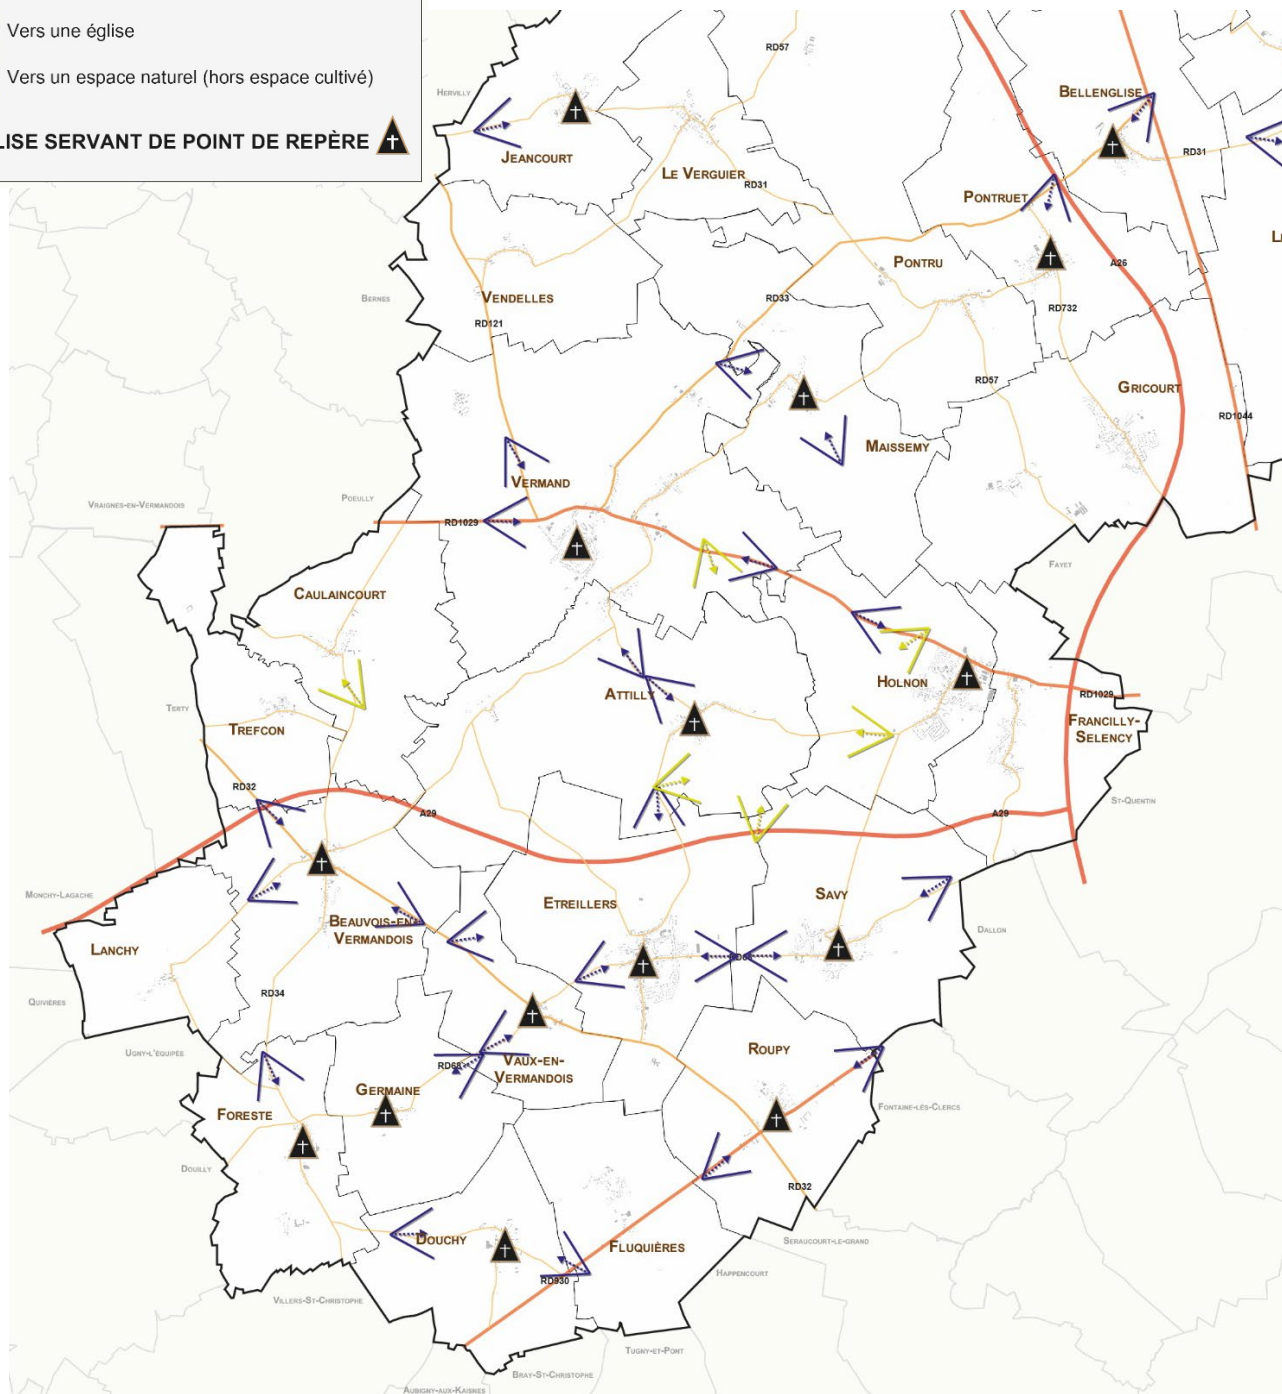 Vers une église
Vers un espace naturel (hors espace cultivé)
LISE SERVANT DE POINT DE REPÈRE
RD57
HERVILLY
BELLENGLISE
JEANCOURT
RD31
LE VERGUIER
RD31
PONTRUET
PONTRU
A26
BERNES
VENDELLES
RD33
RD732
RD121
RD57
GRICOURT
RD1044
MAISSEMY
VERMAND
POEUILLY
VRAIGNES-EN-VERMANDOIS
RD1029
FAYET
CAULAINCOURT
ATTILLY
HOLNON
RD1029
TERTY
TREFCON
FRANCILLY-
SELENCY
RD32
A29
A29
ST-QUENTIN
MONCHY-LAGACHE
SAVY
ETREILLERS
BEAUVOIS-EN-
VERMANDOIS
DALLON
LANCHY
RD34
QUIVIÈRES
UGNY-L'ÉQUIPÉE
ROUPY
RD68
VAUX-EN-
VERMANDOIS
GERMAINE
FORESTE
FONTAINE-LÈS-CLERCS
DOUILLY
RD32
DOUCHY
FLUQUIÈRES
SERAUCOURT-LE-GRAND
HAPPENCOURT
RD930
VILLERS-ST-CHRISTOPHE
TUGNY-ET-PONT
BRAY-ST-CHRISTOPHE
AUBIGNY-AUX-KAISNES